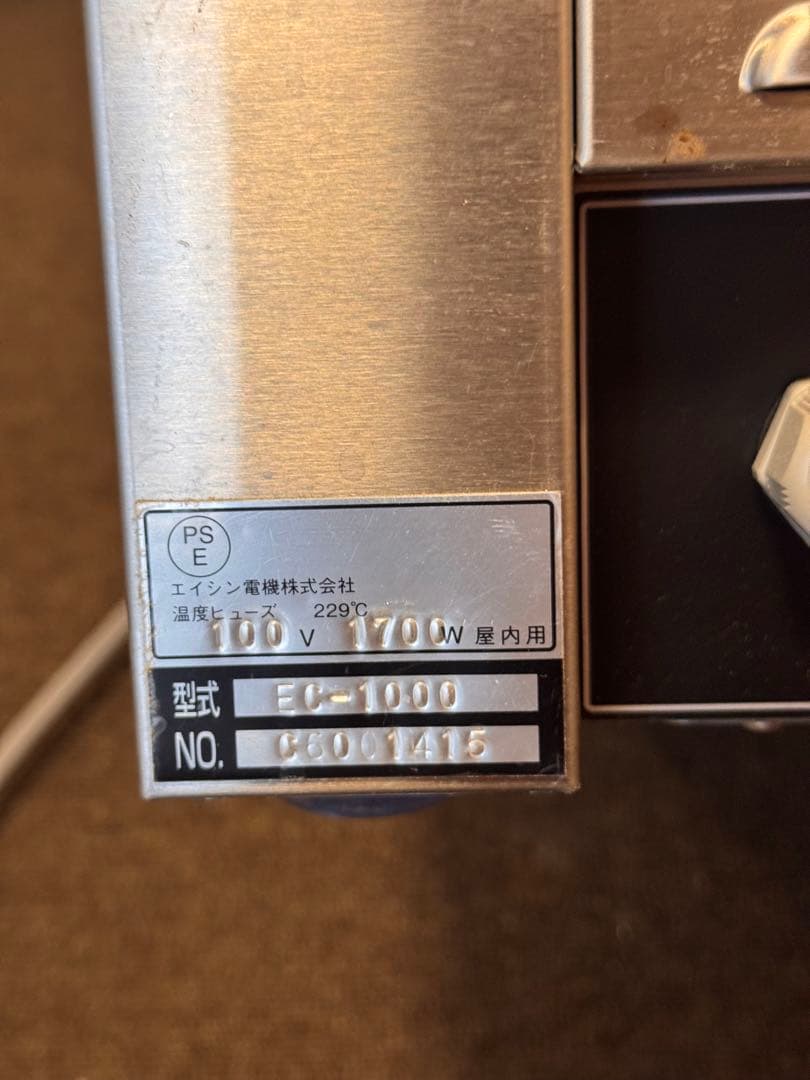 PS
E
エイシン電機株式会社
温度ヒューズ 229℃
100 V 1700W 屋内用
型式 EC-1000
NO. C6001415